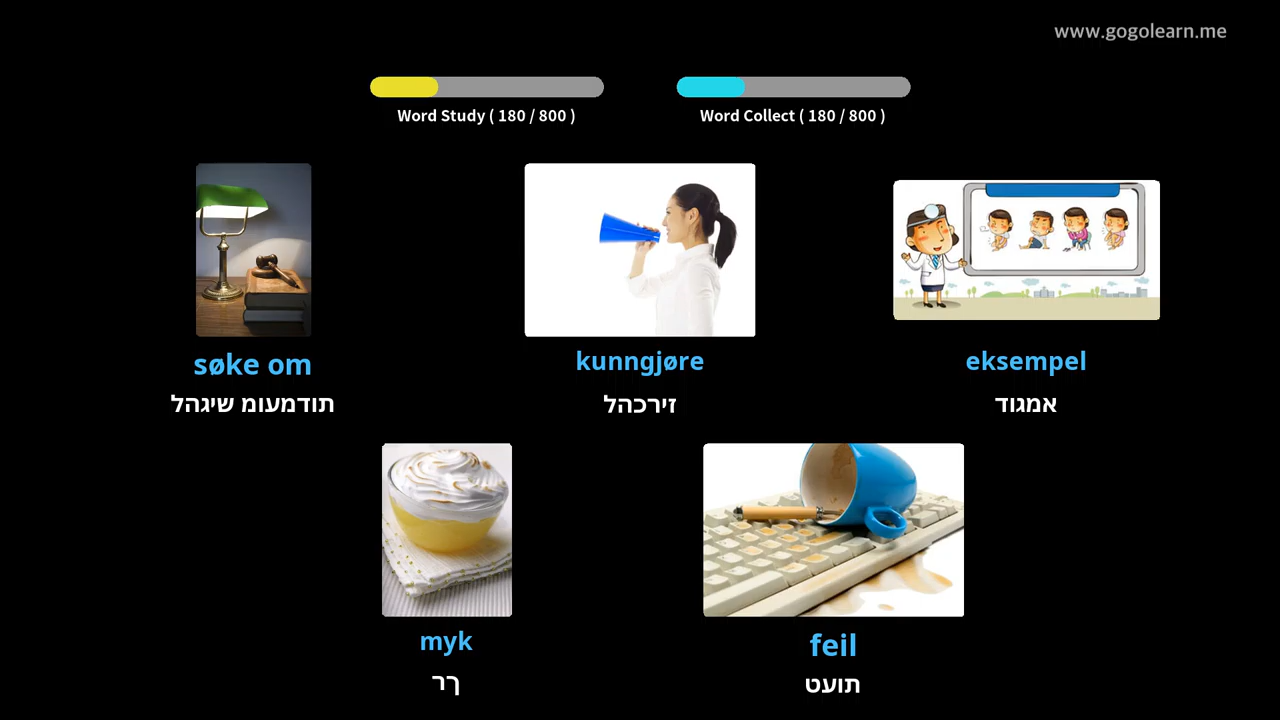 www.gogolearn.me
Word Study ( 180 / 800 )
Word Collect ( 180 / 800 )
søke om
תודמעומ שיגהל
kunngjøre
זירכהל
eksempel
אמגוד
myk
ךר
feil
תועט